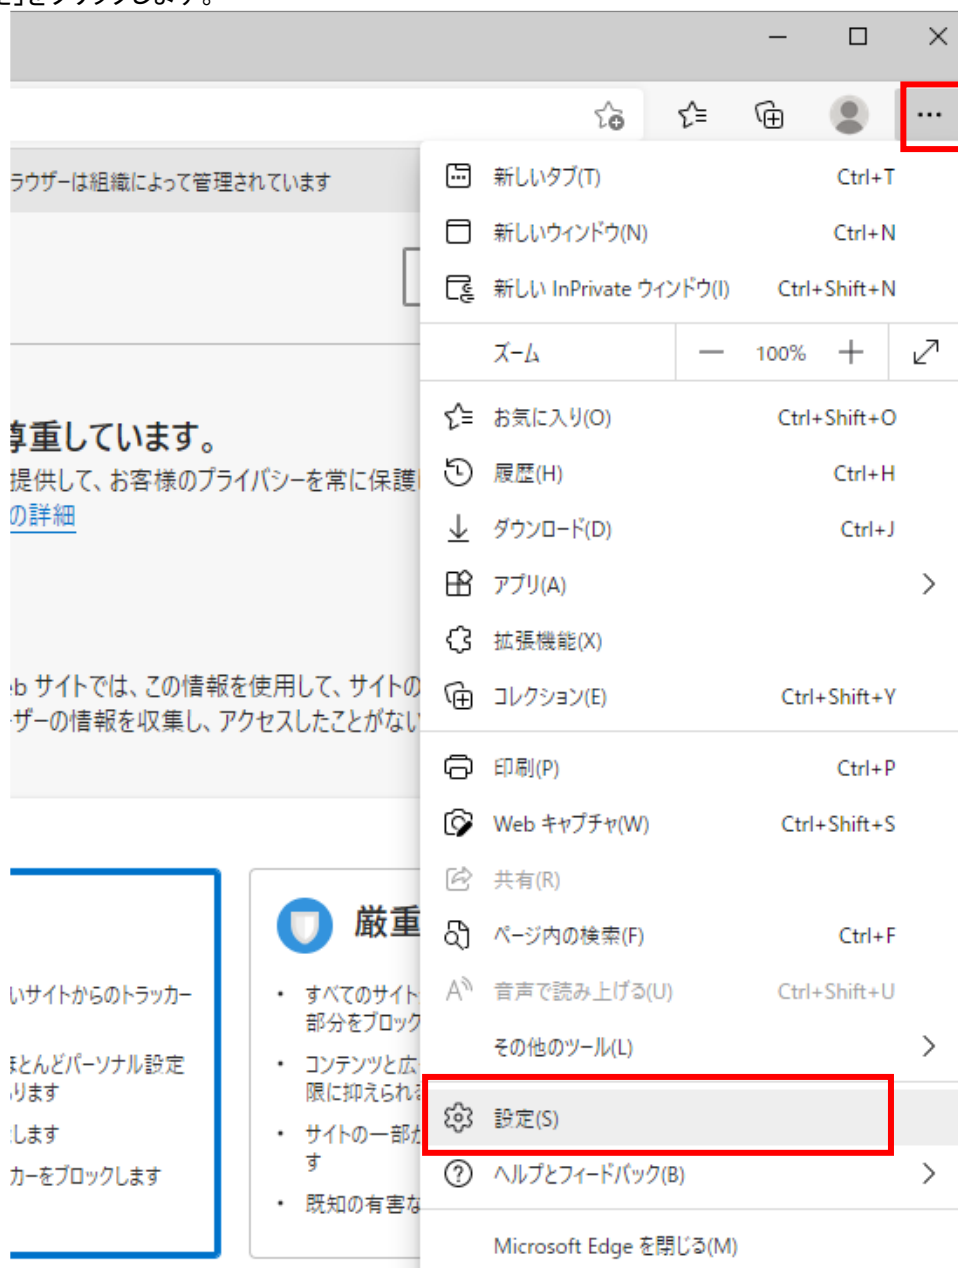 をクリックします。
ラウザーは組織によって管理されています
新しいタブ(T) Ctrl+T
新しいウィンドウ(N) Ctrl+N
新しい InPrivate ウィンドウ(I) Ctrl+Shift+N
ズーム — 100% +
お気に入り(O) Ctrl+Shift+O
履歴(H) Ctrl+H
ダウンロード(D) Ctrl+J
アプリ(A)
拡張機能(X)
コレクション(E) Ctrl+Shift+Y
印刷(P) Ctrl+P
Web キャプチャ(W) Ctrl+Shift+S
共有(R)
ページ内の検索(F) Ctrl+F
音声で読み上げる(U) Ctrl+Shift+U
その他のツール(L)
設定(S)
ヘルプとフィードバック(B)
Microsoft Edge を閉じる(M)
尊重しています。
提供して、お客様のプライバシーを常に保護
の詳細
eb サイトでは、この情報を使用して、サイトの
ザーの情報を収集し、アクセスしたことがない
いサイトからのトラッカー
ほとんどパーソナル設定
ります
します
カーをブロックします
厳重
• すべてのサイト
部分をブロック
• コンテンツと広
限に抑えられる
• サイトの一部が
す
• 既知の有害な